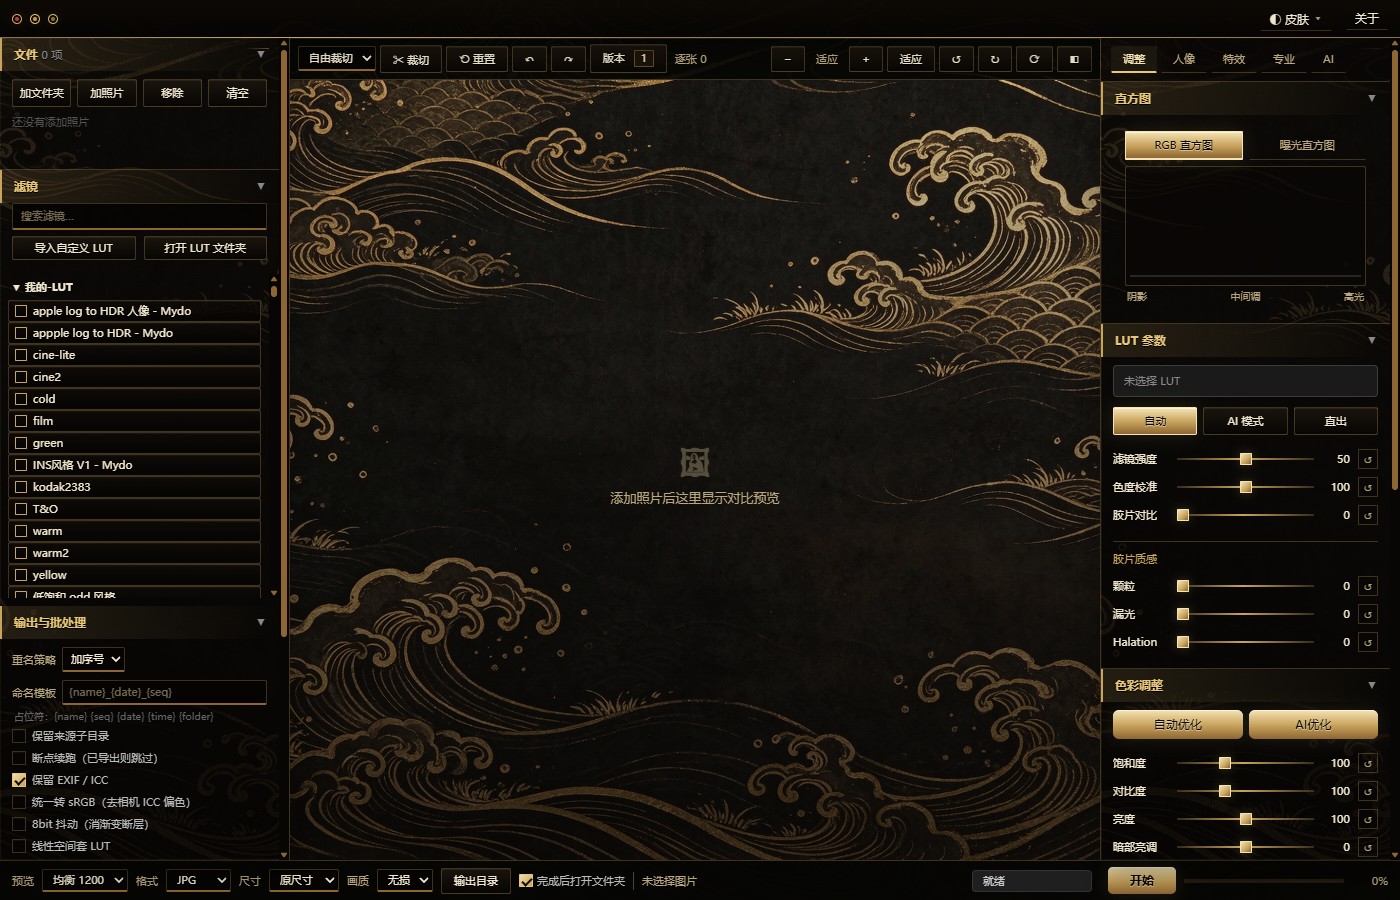 皮肤 关于
文件 0 项
加文件夹 加照片 移除 清空
还没有添加照片
滤镜
搜索滤镜...
导入自定义 LUT 打开 LUT 文件夹
我的-LUT
apple log to HDR 人像 - Mydo
appple log to HDR - Mydo
cine-lite
cine2
cold
film
green
INS风格 V1 - Mydo
kodak2383
T&O
warm
warm2
yellow
低饱和 odd 风格
输出与批处理
重名策略 加序号
命名模板 {name}_{date}_{seq}
占位符：{name} {seq} {date} {time} {folder}
保留来源子目录
断点续跑（已导出则跳过）
保留 EXIF / ICC
统一转 sRGB（去相机 ICC 偏色）
8bit 抖动（消渐变断层）
线性空间套 LUT
自由裁切 裁切 重置 版本 1 逐张 0 − 适应 + 适应
添加照片后这里显示对比预览
调整 人像 特效 专业 AI
直方图
RGB 直方图 曝光直方图
阴影 中间调 高光
LUT 参数
未选择 LUT
自动 AI 模式 直出
滤镜强度 50
色度校准 100
胶片对比 0
胶片质感
颗粒 0
漏光 0
Halation 0
色彩调整
自动优化 AI优化
饱和度 100
对比度 100
亮度 100
暗部亮调 0
预览 均衡 1200 格式 JPG 尺寸 原尺寸 画质 无损 输出目录 完成后打开文件夹 未选择图片 就绪 开始 0%